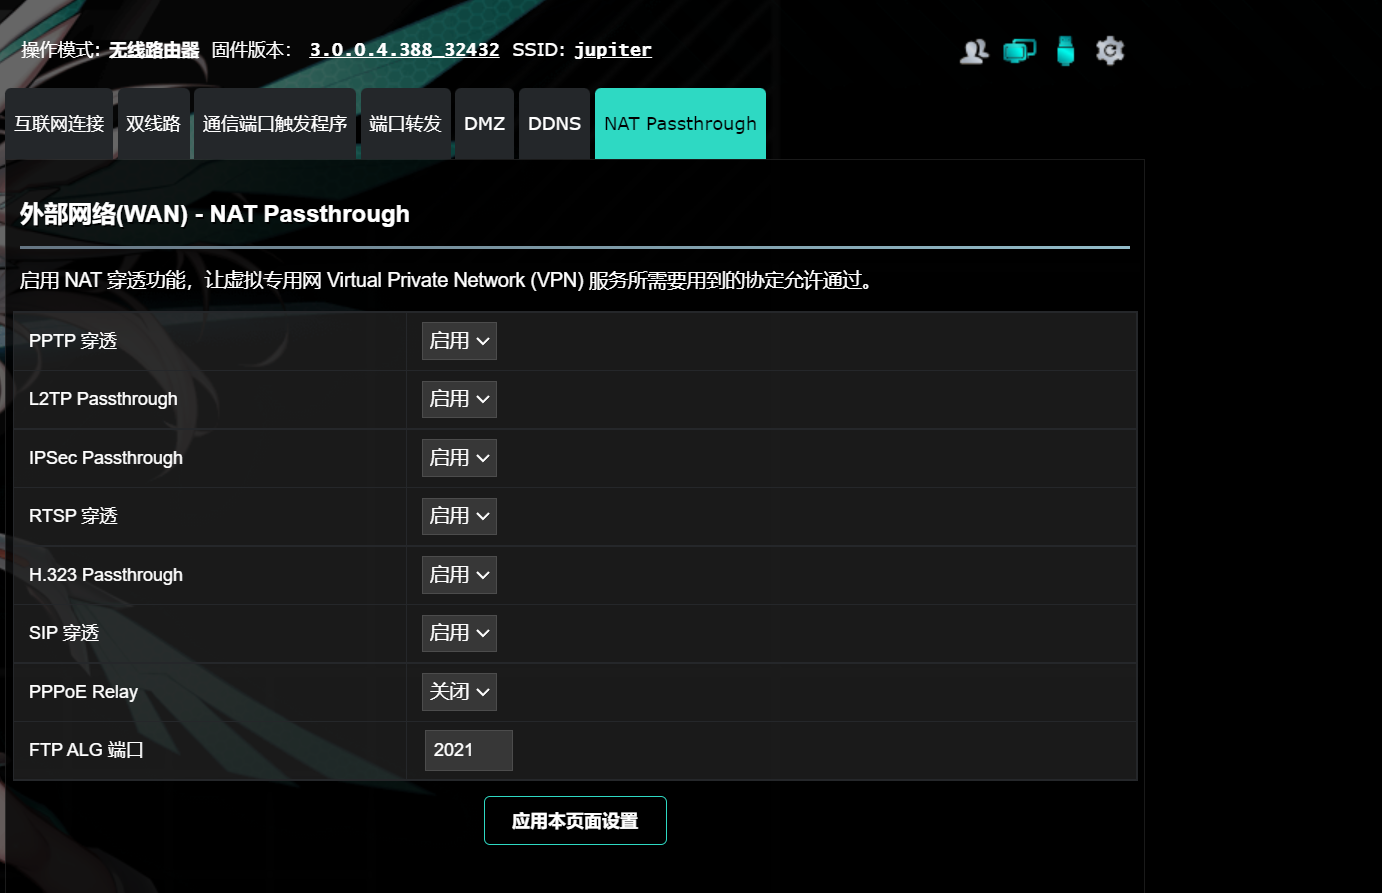 操作模式： 无线路由器 固件版本： 3.0.0.4.388_32432 SSID: jupiter
互联网连接 双线路 通信端口触发程序 端口转发 DMZ DDNS NAT Passthrough
外部网络(WAN) - NAT Passthrough
启用 NAT 穿透功能，让虚拟专用网 Virtual Private Network (VPN) 服务所需要用到的协定允许通过。
PPTP 穿透 启用
L2TP Passthrough 启用
IPSec Passthrough 启用
RTSP 穿透 启用
H.323 Passthrough 启用
SIP 穿透 启用
PPPoE Relay 关闭
FTP ALG 端口 2021
应用本页面设置